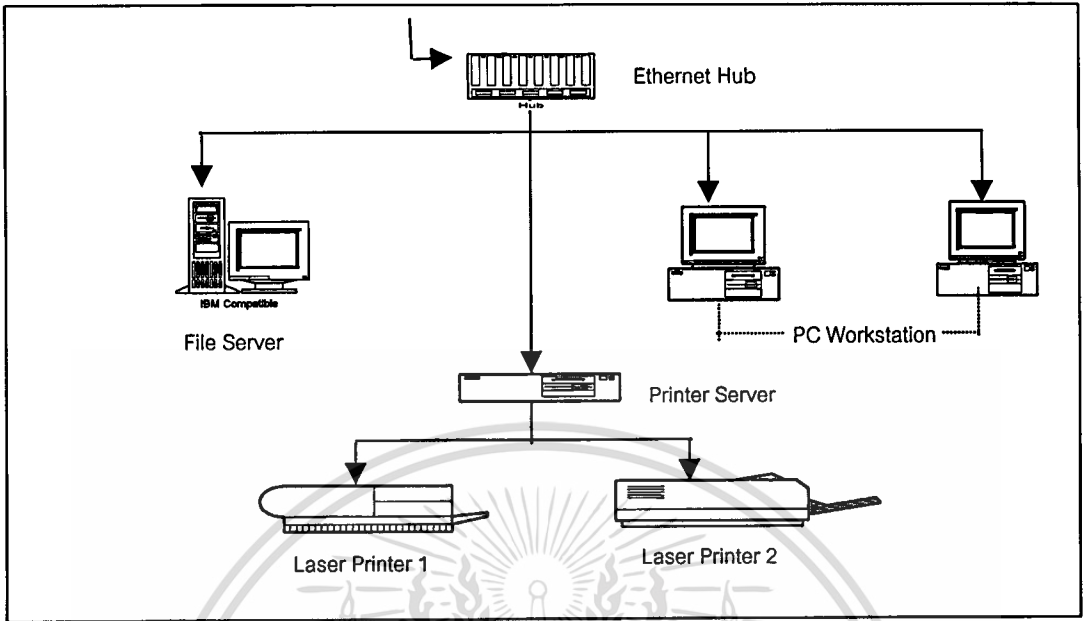 Ethernet Hub
Hub
IBM Compatible
File Server
PC Workstation
Printer Server
Laser Printer 1
Laser Printer 2